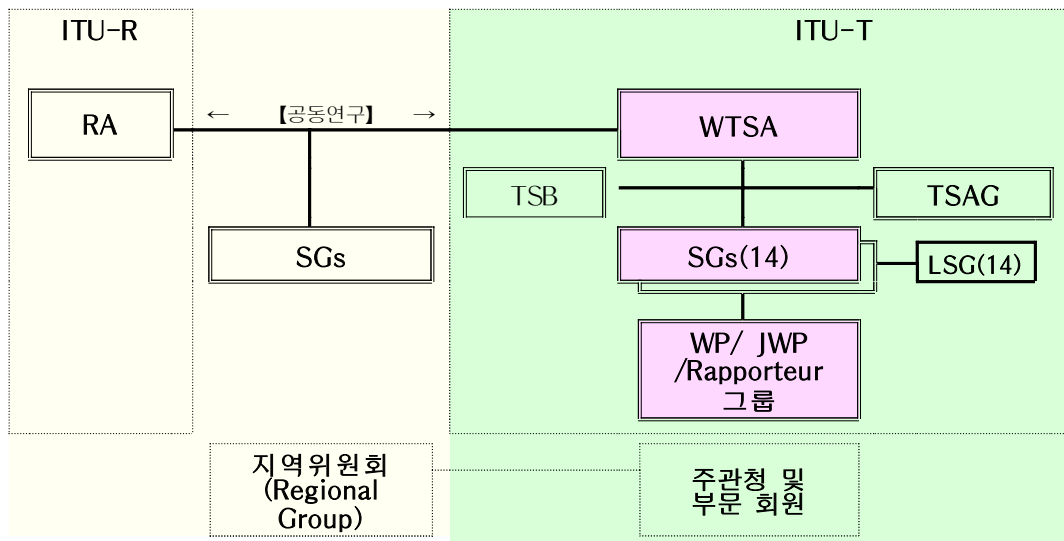 ITU-R
ITU-T
RA
← 【공동연구】 →
WTSA
TSB
TSAG
SGs
SGs(14)
LSG(14)
WP/ JWP
/Rapporteur
그룹
지역위원회
(Regional
Group)
주관청 및
부문 회원